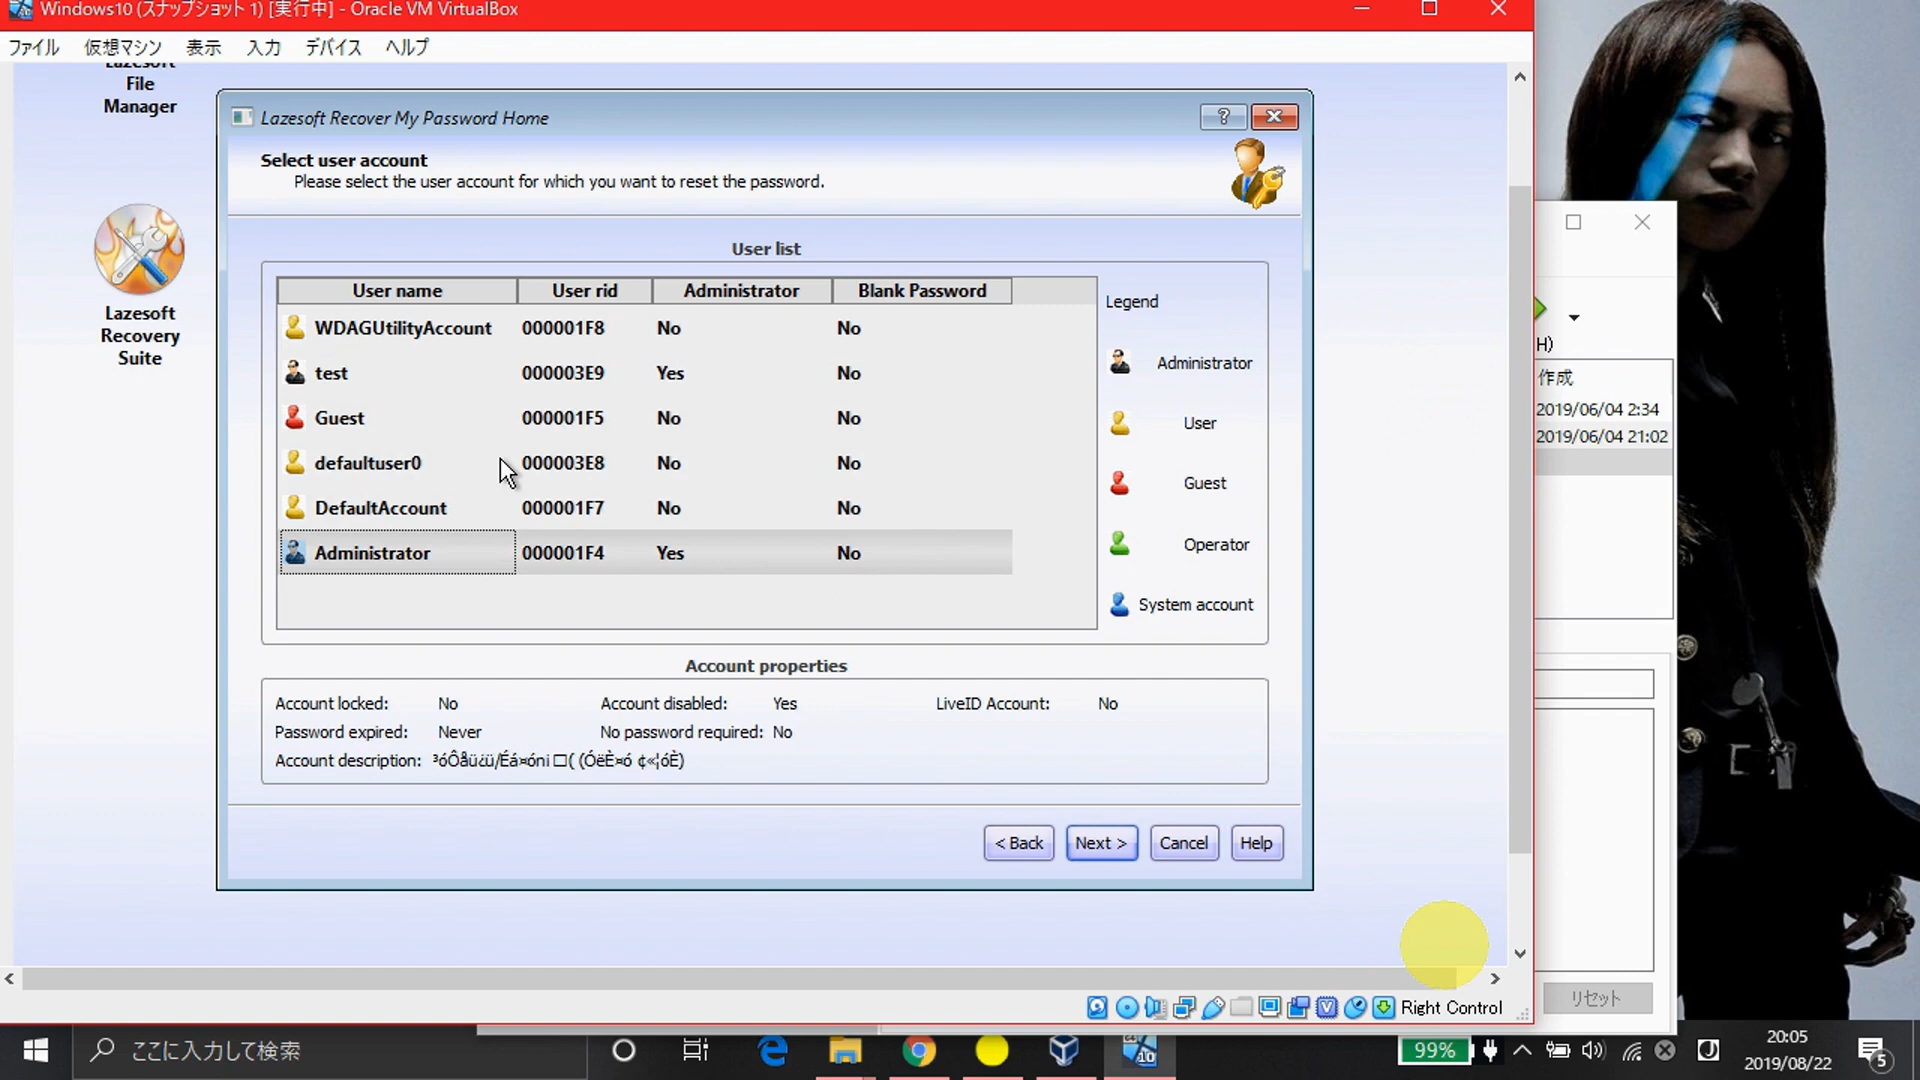 Windows10 (スナップショット 1) [実行中] - Oracle VM VirtualBox
ファイル 仮想マシン 表示 入力 デバイス ヘルプ
Lazesoft
File
Manager
Lazesoft
Recovery
Suite
Lazesoft Recover My Password Home
?
Select user account
Please select the user account for which you want to reset the password.
User list
User name User rid Administrator Blank Password
WDAGUtilityAccount 000001F8 No No
test 000003E9 Yes No
Guest 000001F5 No No
defaultuser0 000003E8 No No
DefaultAccount 000001F7 No No
Administrator 000001F4 Yes No
Legend
Administrator
User
Guest
Operator
System account
Account properties
Account locked: No Account disabled: Yes LiveID Account: No
Password expired: Never No password required: No
Account description: ³óÔåü¿ü/Éá¤óni □( (ÓëÈ¤ó ¢«¦óÈ)
< Back Next > Cancel Help
H)
作成
2019/06/04 2:34
2019/06/04 21:02
リセット
Right Control
ここに入力して検索
10
99%
20:05
2019/08/22
5